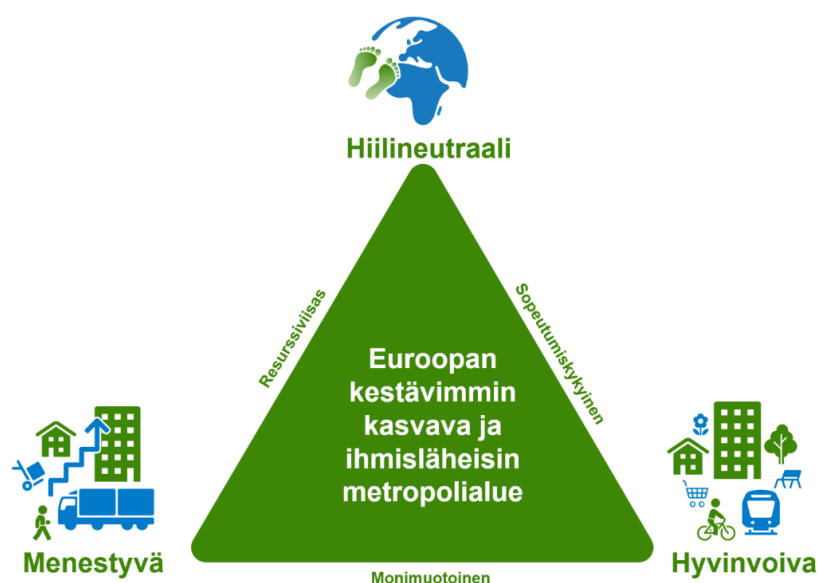 Hiilineutraali
Resurssiviisas
Sopeutumiskykyinen
Euroopan
kestävimmin
kasvava ja
ihmisläheisin
metropolialue
Menestyvä
Hyvinvoiva
Monimuotoinen